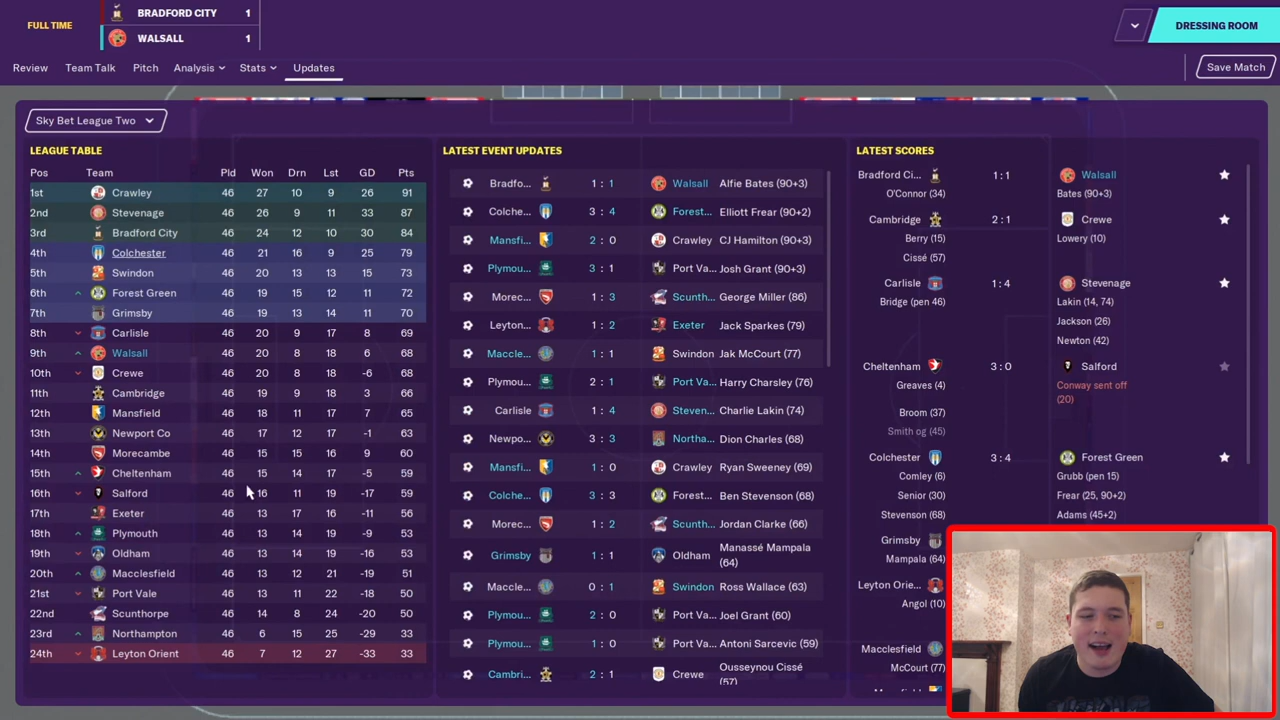 FULL TIME
BRADFORD CITY 1
WALSALL 1
DRESSING ROOM
Review Team Talk Pitch Analysis Stats Updates
Save Match
Sky Bet League Two
LEAGUE TABLE
Pos Team Pld Won Drn Lst GD Pts
1st Crawley 46 27 10 9 26 91
2nd Stevenage 46 26 9 11 33 87
3rd Bradford City 46 24 12 10 30 84
4th Colchester 46 21 16 9 25 79
5th Swindon 46 20 13 13 15 73
6th Forest Green 46 19 15 12 11 72
7th Grimsby 46 19 13 14 11 70
8th Carlisle 46 20 9 17 8 69
9th Walsall 46 20 8 18 6 68
10th Crewe 46 20 8 18 -6 68
11th Cambridge 46 19 9 18 3 66
12th Mansfield 46 18 11 17 7 65
13th Newport Co 46 17 12 17 -1 63
14th Morecambe 46 15 15 16 9 60
15th Cheltenham 46 15 14 17 -5 59
16th Salford 46 16 11 19 -17 59
17th Exeter 46 13 17 16 -11 56
18th Plymouth 46 13 14 19 -9 53
19th Oldham 46 13 14 19 -16 53
20th Macclesfield 46 13 12 21 -19 51
21st Port Vale 46 13 11 22 -18 50
22nd Scunthorpe 46 14 8 24 -20 50
23rd Northampton 46 6 15 25 -29 33
24th Leyton Orient 46 7 12 27 -33 33
LATEST EVENT UPDATES
Bradfo... 1 : 1 Walsall Alfie Bates (90+3)
Colche... 3 : 4 Forest... Elliott Frear (90+2)
Mansfi... 2 : 0 Crawley CJ Hamilton (90+3)
Plymou... 3 : 1 Port Va... Josh Grant (90+3)
Morec... 1 : 3 Scunth... George Miller (86)
Leyton... 1 : 2 Exeter Jack Sparkes (79)
Maccle... 1 : 1 Swindon Jak McCourt (77)
Plymou... 2 : 1 Port Va... Harry Charsley (76)
Carlisle 1 : 4 Steven... Charlie Lakin (74)
Newpo... 3 : 3 Northa... Dion Charles (68)
Mansfi... 1 : 0 Crawley Ryan Sweeney (69)
Colche... 3 : 3 Forest... Ben Stevenson (68)
Morec... 1 : 2 Scunth... Jordan Clarke (66)
Grimsby 1 : 1 Oldham Manassé Mampala
(64)
Maccle... 0 : 1 Swindon Ross Wallace (63)
Plymou... 2 : 0 Port Va... Joel Grant (60)
Plymou... 1 : 0 Port Va... Antoni Sarcevic (59)
Cambri... 2 : 1 Crewe Ousseynou Cissé
(57)
LATEST SCORES
Bradford Ci... 1:1 Walsall
O'Connor (34) Bates (90+3)
Cambridge 2:1 Crewe
Berry (15) Lowery (10)
Cissé (57)
Carlisle 1:4 Stevenage
Bridge (pen 46) Lakin (14, 74)
Jackson (26)
Newton (42)
Cheltenham 3:0 Salford
Greaves (4) Conway sent off
(20)
Broom (37)
Smith og (45)
Colchester 3:4 Forest Green
Comley (6) Grubb (pen 15)
Senior (30) Frear (25, 90+2)
Stevenson (68) Adams (45+2)
Grimsby
Mampala (64)
Leyton Orie...
Angol (10)
Macclesfield
McCourt (77)